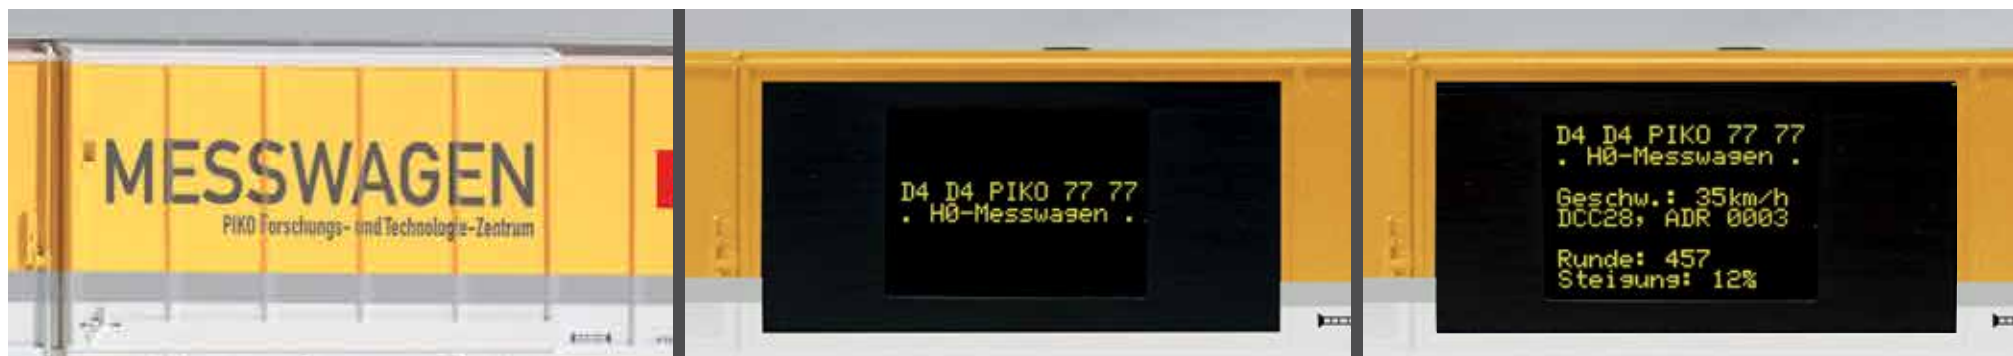 MESSWAGEN
PIKO Forschungs- und Technologie-Zentrum
D4 D4 PIKO 77 77
. H0-Messwagen .
D4 D4 PIKO 77 77
. H0-Messwagen .
Geschw.: 35km/h
DCC28, ADR 0003
Runde: 457
Steigung: 12%